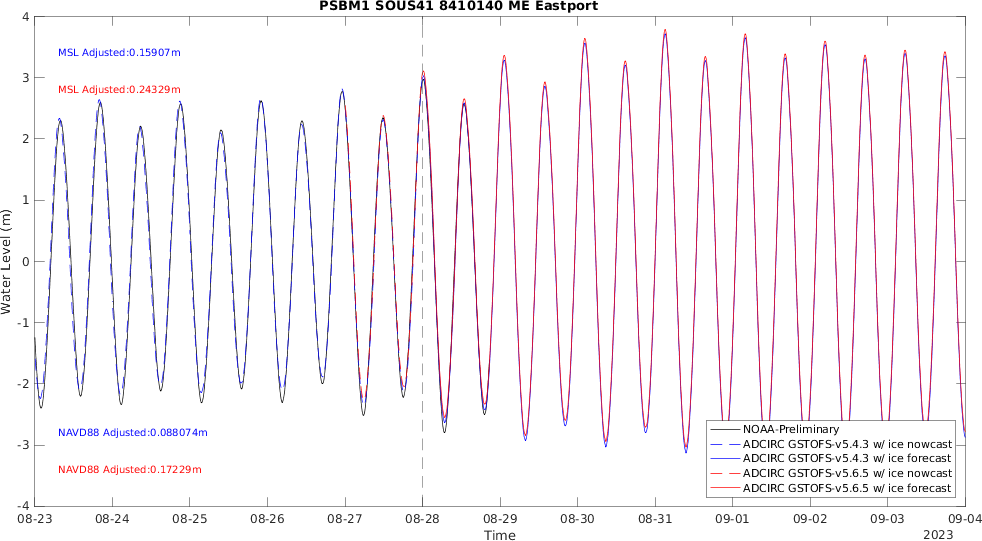 PSBM1 SOUS41 8410140 ME Eastport
4
3
2
1
0
-1
-2
-3
-4
Water Level (m)
MSL Adjusted:0.15907m
MSL Adjusted:0.24329m
NAVD88 Adjusted:0.088074m
NAVD88 Adjusted:0.17229m
NOAA-Preliminary
ADCIRC GSTOFS-v5.4.3 w/ ice nowcast
ADCIRC GSTOFS-v5.4.3 w/ ice forecast
ADCIRC GSTOFS-v5.6.5 w/ ice nowcast
ADCIRC GSTOFS-v5.6.5 w/ ice forecast
08-23 08-24 08-25 08-26 08-27 08-28 08-29 08-30 08-31 09-01 09-02 09-03 09-04
Time
2023